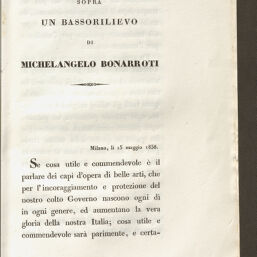 SOPRA
UN BASSORILIEVO
DI
MICHELANGELO BONARROTI
Milano, li 15 maggio 1838.
Se cosa utile e commendevole è il
parlare dei capi d'opera di belle arti, che
per l'incoraggiamento e protezione del
nostro colto Governo nascono ogni dì
in ogni genere, ed aumentano la vera
gloria della nostra Italia; cosa utile e
commendevole sarà parimente, e certa-